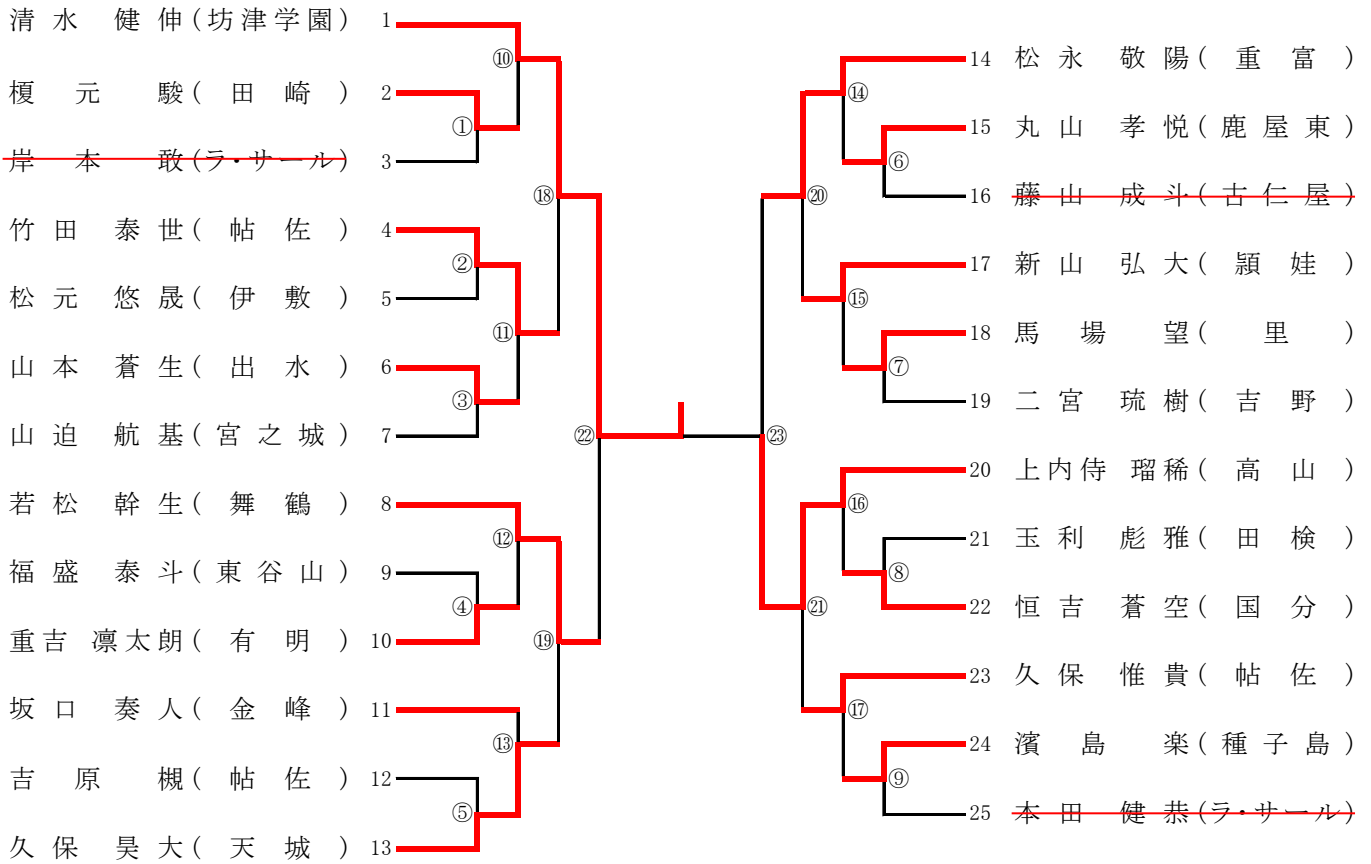 清水 健伸(坊津学園) 1
⑩
榎元 駿(田崎) 2
①
岸本 敢(ラ・サール) 3
⑱
竹田 泰世(帖佐) 4
②
松元 悠晟(伊敷) 5
⑪
山本 蒼生(出水) 6
③
山迫 航基(宮之城) 7
㉒
若松 幹生(舞鶴) 8
⑫
福盛 泰斗(東谷山) 9
④
重吉 凛太朗(有明) 10
⑲
坂口 奏人(金峰) 11
⑬
吉原 槻(帖佐) 12
⑤
久保 昊大(天城) 13
14 松永 敬陽(重富)
⑭
15 丸山 孝悦(鹿屋東)
⑥
16 藤山 成斗(古仁屋)
⑳
17 新山 弘大(頴娃)
⑮
18 馬場 望(里)
⑦
19 二宮 琉樹(吉野)
㉓
20 上内侍 瑠稀(高山)
⑯
21 玉利 彪雅(田検)
⑧
22 恒吉 蒼空(国分)
㉑
23 久保 惟貴(帖佐)
⑰
24 濱島 楽(種子島)
⑨
25 本田 健恭(ラ・サール)